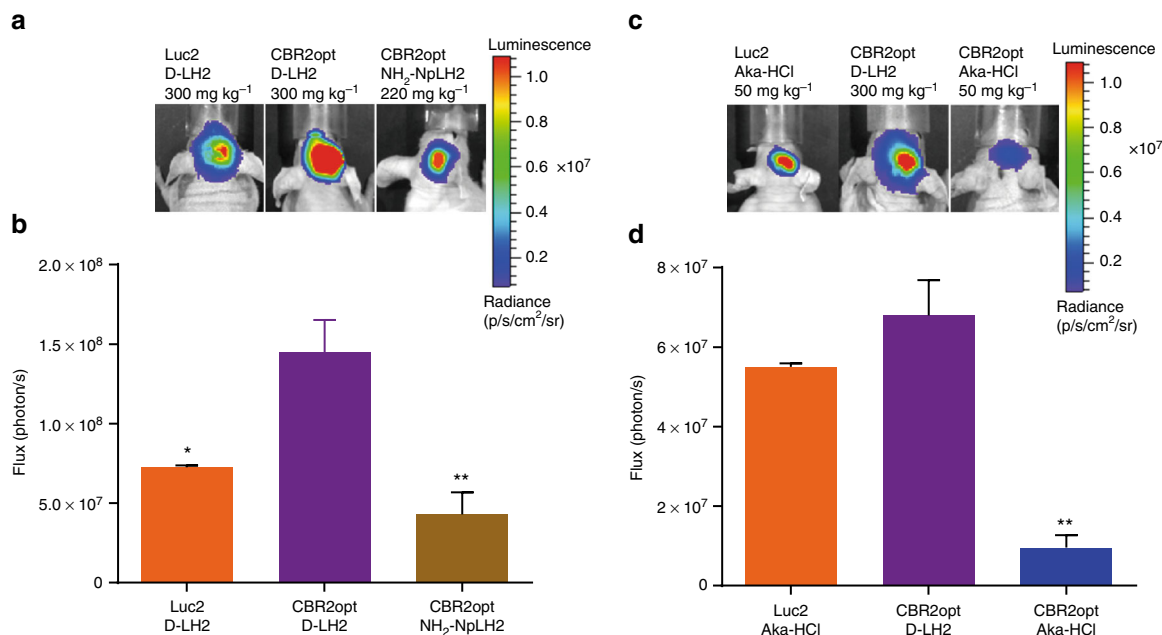 a
Luc2
D-LH2
300 mg kg⁻¹
CBR2opt
D-LH2
300 mg kg⁻¹
CBR2opt
NH₂-NpLH2
220 mg kg⁻¹
Luminescence
1.0
0.8
0.6
0.4
0.2
×10⁷
Radiance
(p/s/cm²/sr)
b
Flux (photon/s)
2.0 × 10⁸
1.5 × 10⁸
1.0 × 10⁸
5.0 × 10⁷
0
*
**
Luc2
D-LH2
CBR2opt
D-LH2
CBR2opt
NH₂-NpLH2
c
Luc2
Aka-HCl
50 mg kg⁻¹
CBR2opt
D-LH2
300 mg kg⁻¹
CBR2opt
Aka-HCl
50 mg kg⁻¹
Luminescence
1.0
0.8
0.6
0.4
0.2
×10⁷
Radiance
(p/s/cm²/sr)
d
Flux (photon/s)
8 × 10⁷
6 × 10⁷
4 × 10⁷
2 × 10⁷
0
**
Luc2
Aka-HCl
CBR2opt
D-LH2
CBR2opt
Aka-HCl